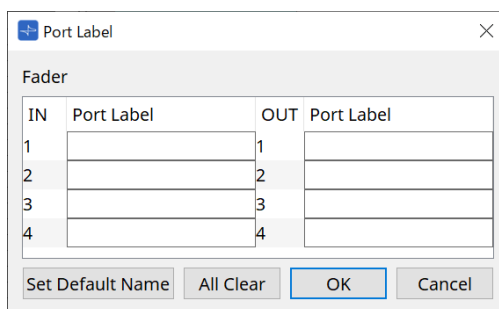 Port Label
Fader
IN Port Label OUT Port Label
1 1
2 2
3 3
4 4
Set Default Name All Clear OK Cancel